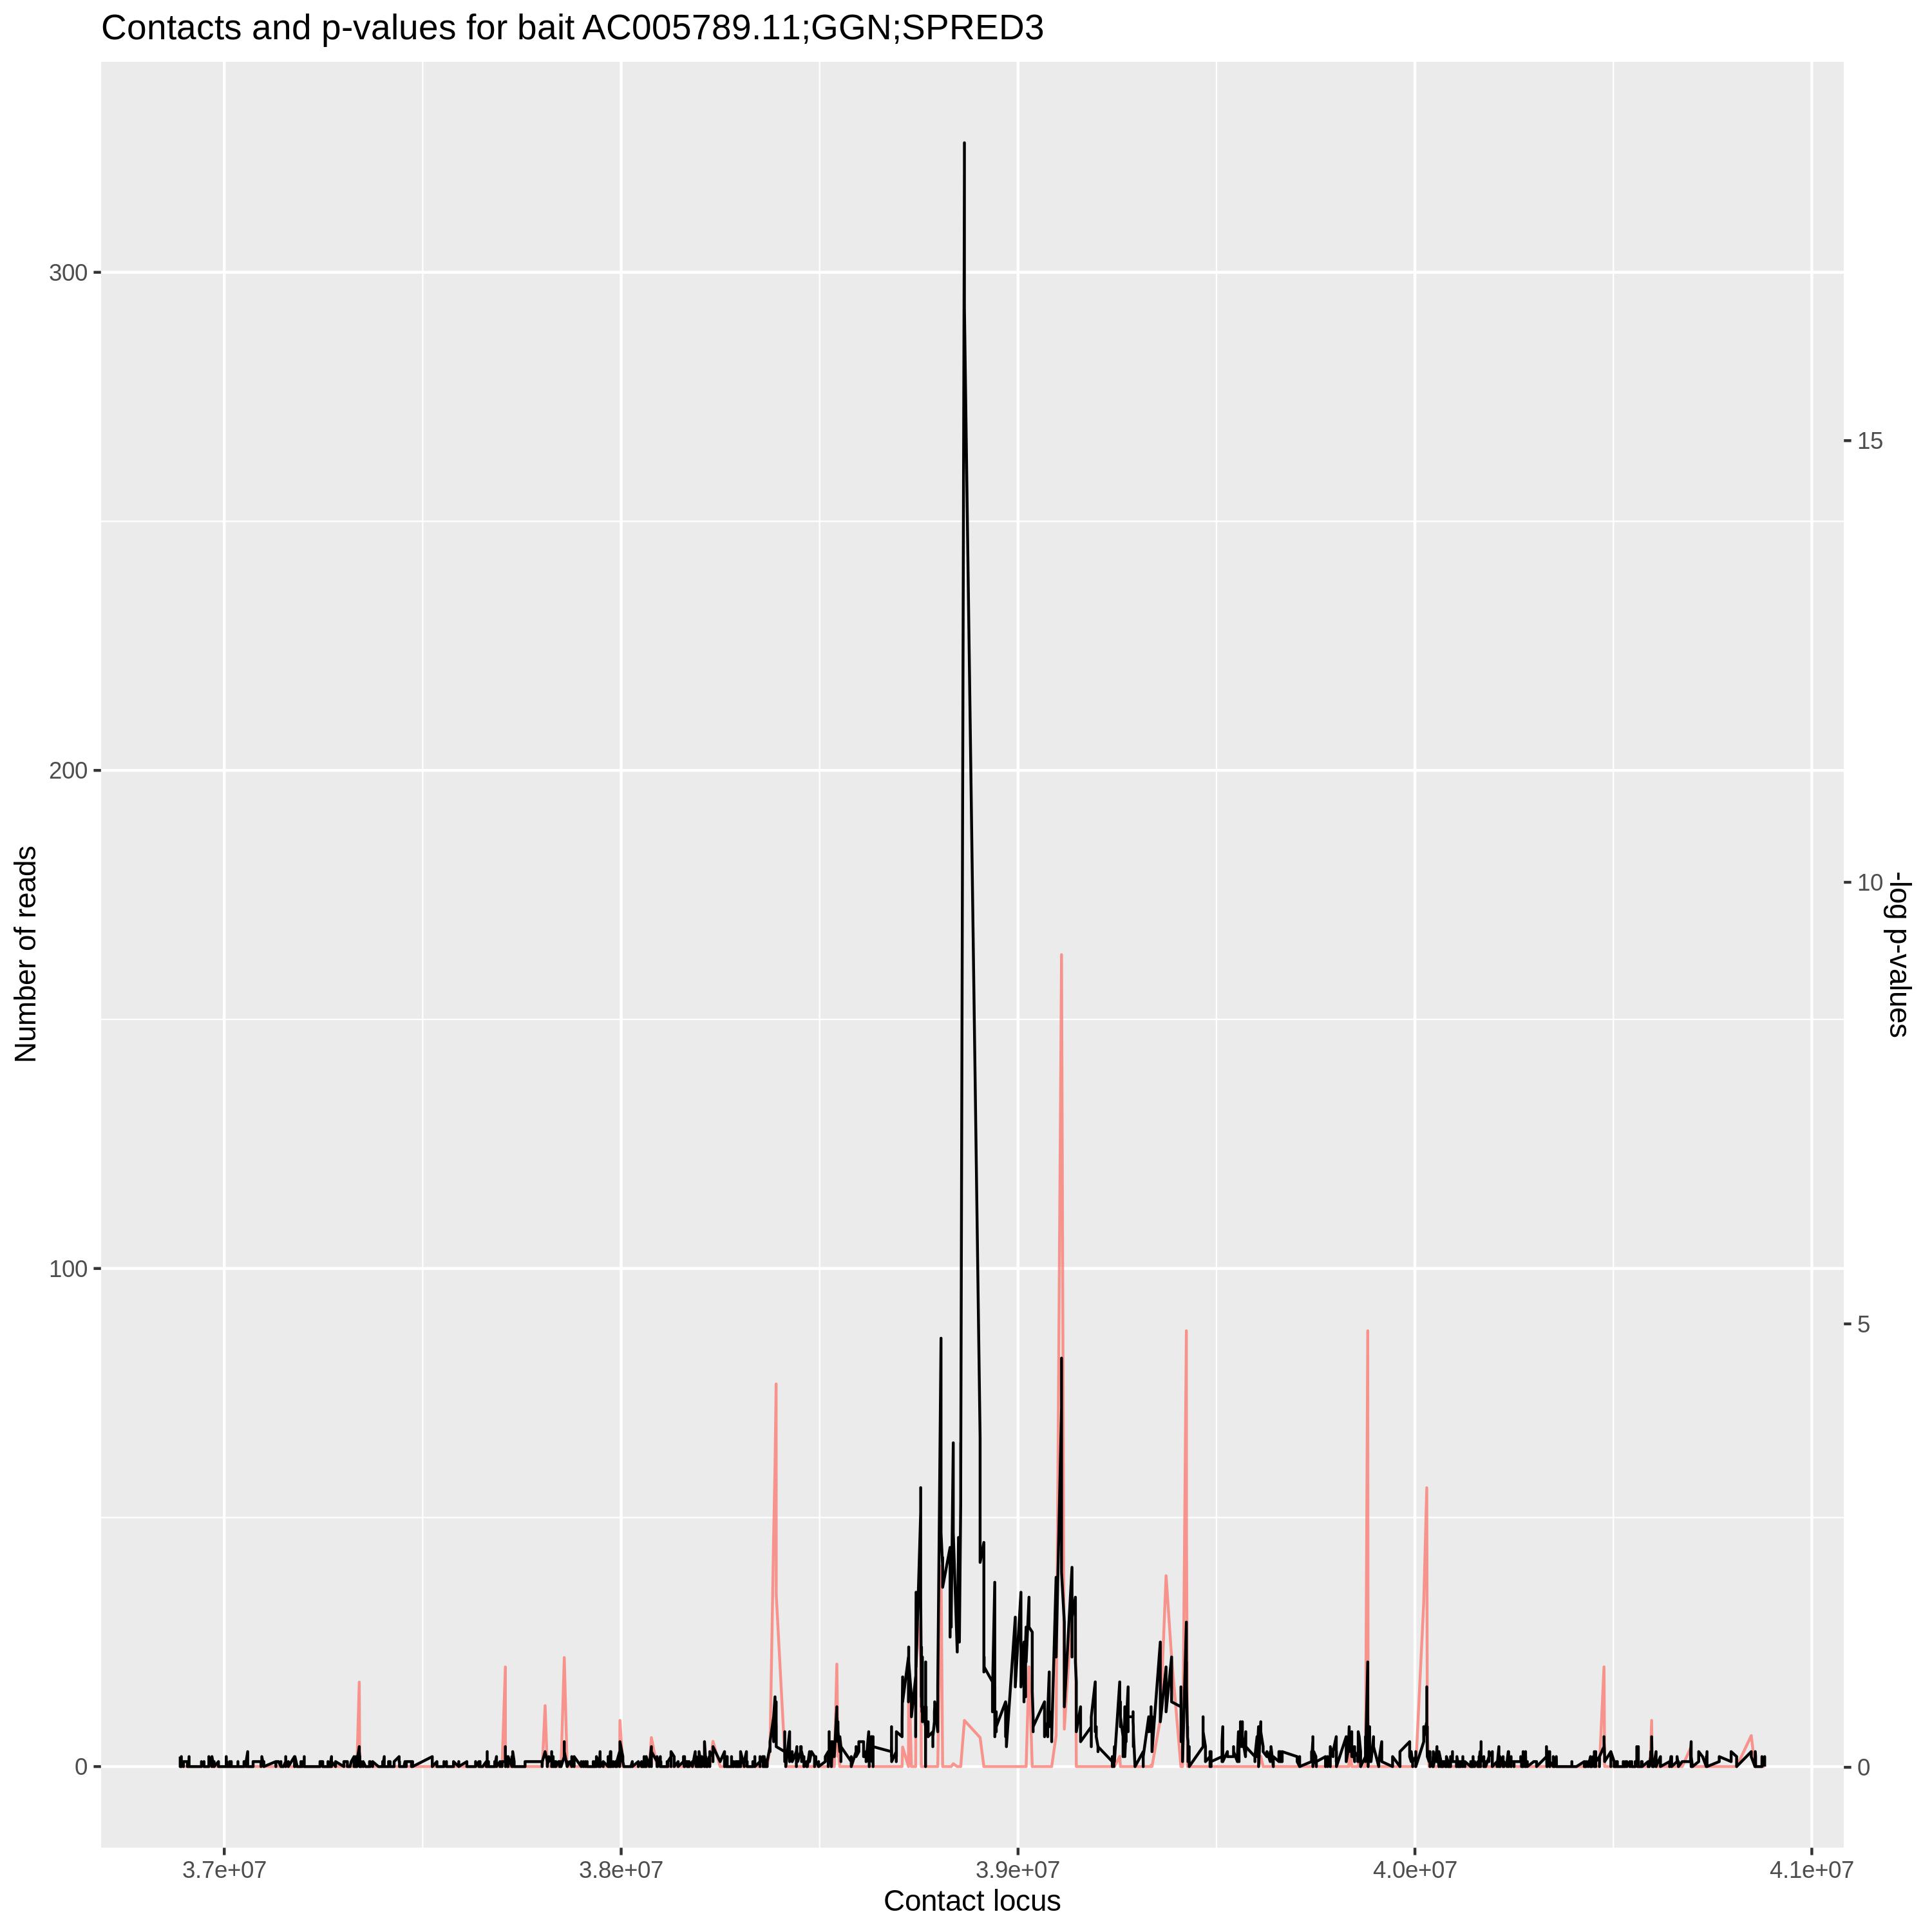 Contacts and p-values for bait AC005789.11;GGN;SPRED3
300
200
100
0
Number of reads
15
10
5
0
-log p-values
3.7e+07
3.8e+07
3.9e+07
4.0e+07
4.1e+07
Contact locus